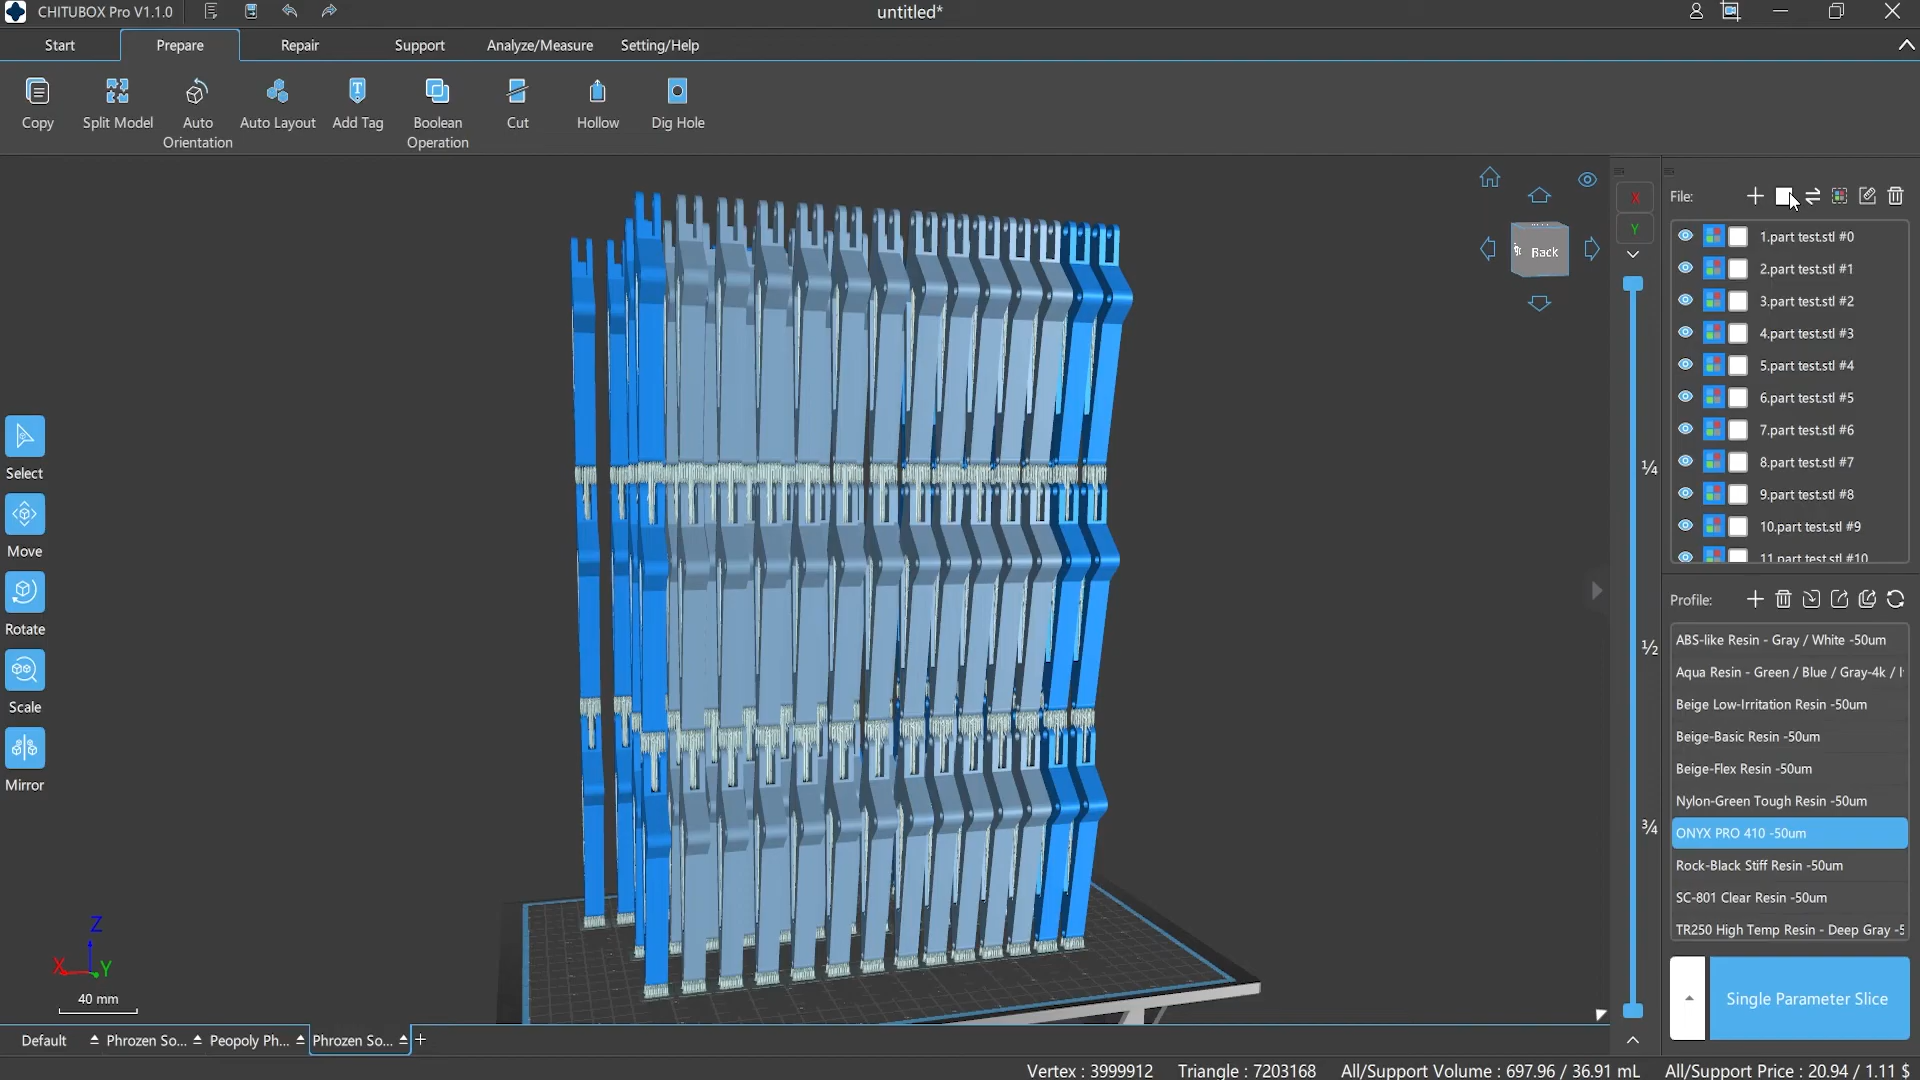 CHITUBOX Pro V1.1.0
untitled*
Start
Prepare
Repair
Support
Analyze/Measure
Setting/Help
Copy
Split Model
Auto
Orientation
Auto Layout
Add Tag
Boolean
Operation
Cut
Hollow
Dig Hole
Back
X
Y
Select
Move
Rotate
Scale
Mirror
¼
½
¾
File:
1.part test.stl #0
2.part test.stl #1
3.part test.stl #2
4.part test.stl #3
5.part test.stl #4
6.part test.stl #5
7.part test.stl #6
8.part test.stl #7
9.part test.stl #8
10.part test.stl #9
11.part test.stl #10
Profile:
ABS-like Resin - Gray / White -50um
Aqua Resin - Green / Blue / Gray-4k /
Beige Low-Irritation Resin -50um
Beige-Basic Resin -50um
Beige-Flex Resin -50um
Nylon-Green Tough Resin -50um
ONYX PRO 410 -50um
Rock-Black Stiff Resin -50um
SC-801 Clear Resin -50um
TR250 High Temp Resin - Deep Gray -5
Single Parameter Slice
Z
X
Y
40 mm
Default
Phrozen So...
Peopoly Ph...
Phrozen So...
Vertex : 3999912
Triangle : 7203168
All/Support Volume : 697.96 / 36.91 mL
All/Support Price : 20.94 / 1.11 $